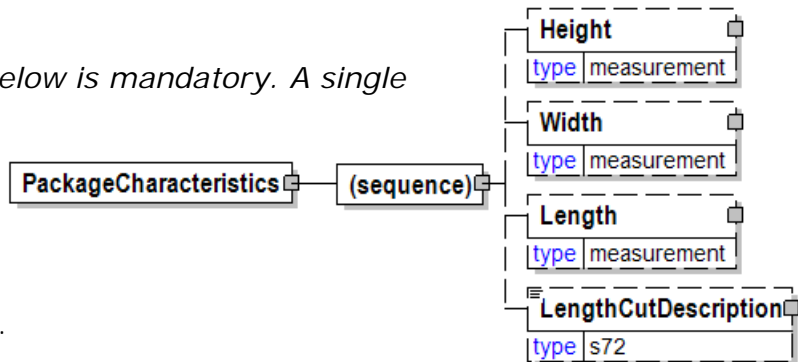 elow is mandatory. A single
PackageCharacteristics
(sequence)
Height
type measurement
Width
type measurement
Length
type measurement
LengthCutDescription
type s72
.